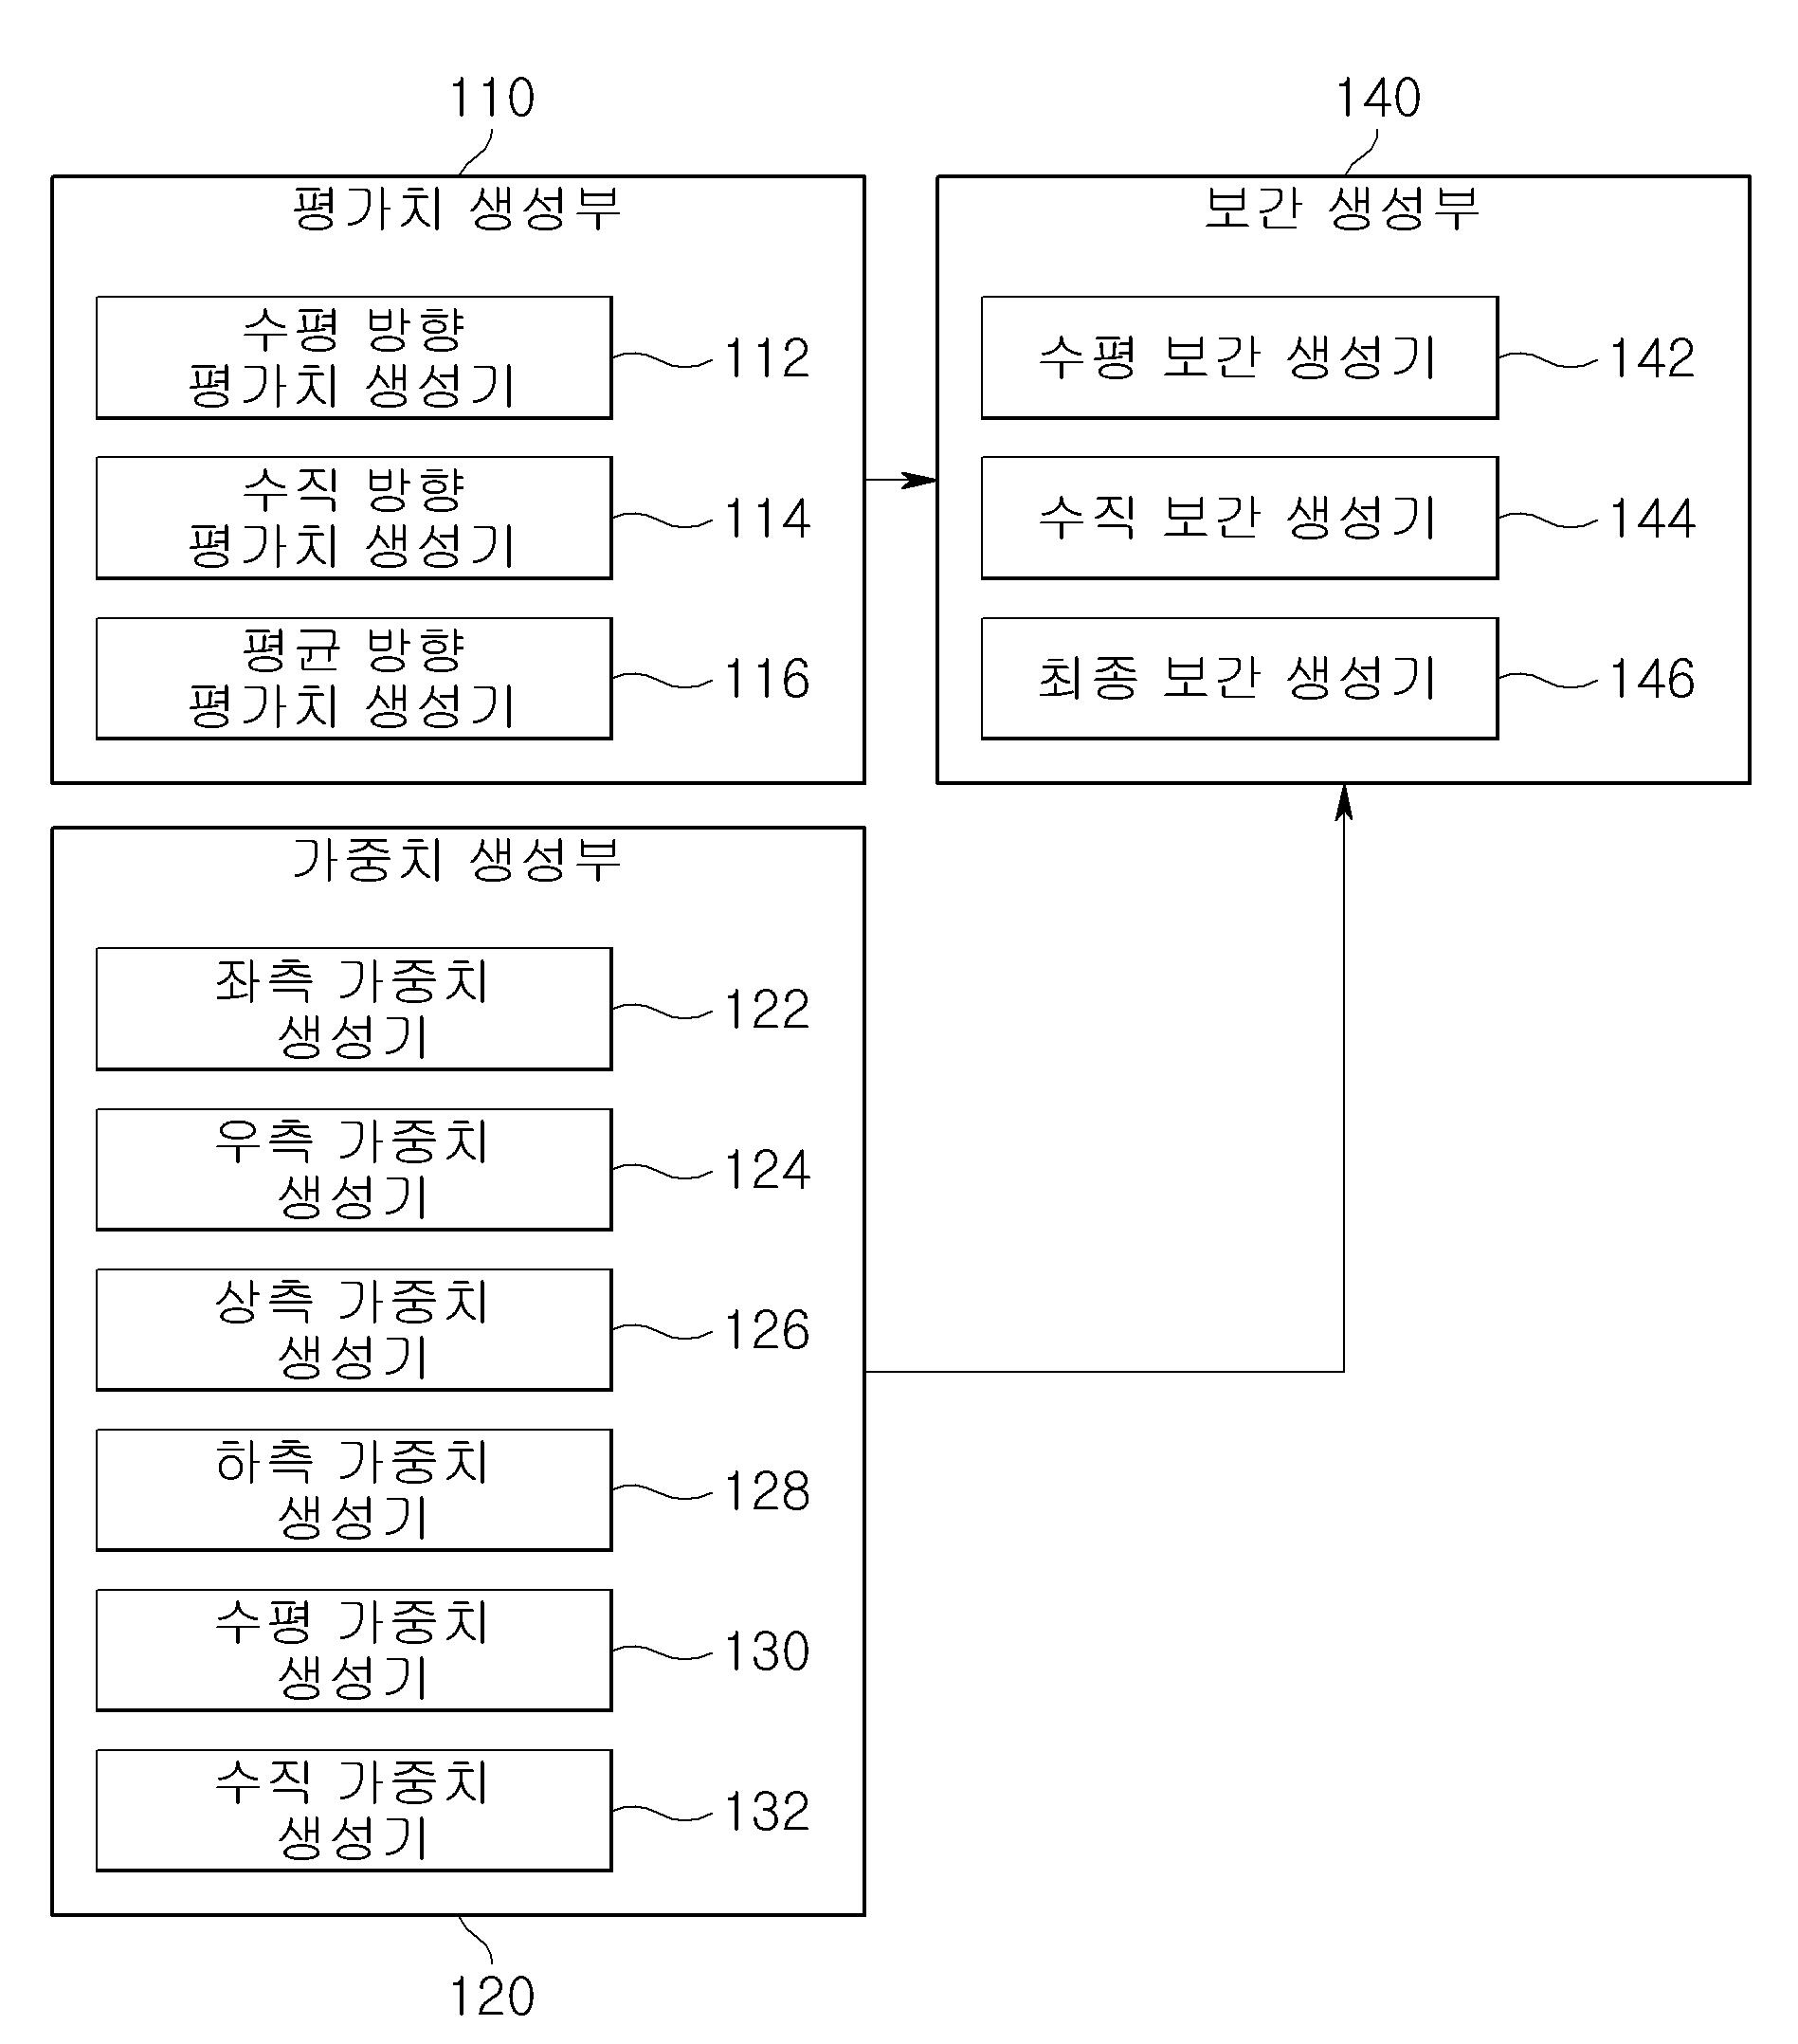 110
평가치 생성부
수평 방향
평가치 생성기
112
수직 방향
평가치 생성기
114
평균 방향
평가치 생성기
116
140
보간 생성부
수평 보간 생성기
142
수직 보간 생성기
144
최종 보간 생성기
146
가중치 생성부
좌측 가중치
생성기
122
우측 가중치
생성기
124
상측 가중치
생성기
126
하측 가중치
생성기
128
수평 가중치
생성기
130
수직 가중치
생성기
132
120